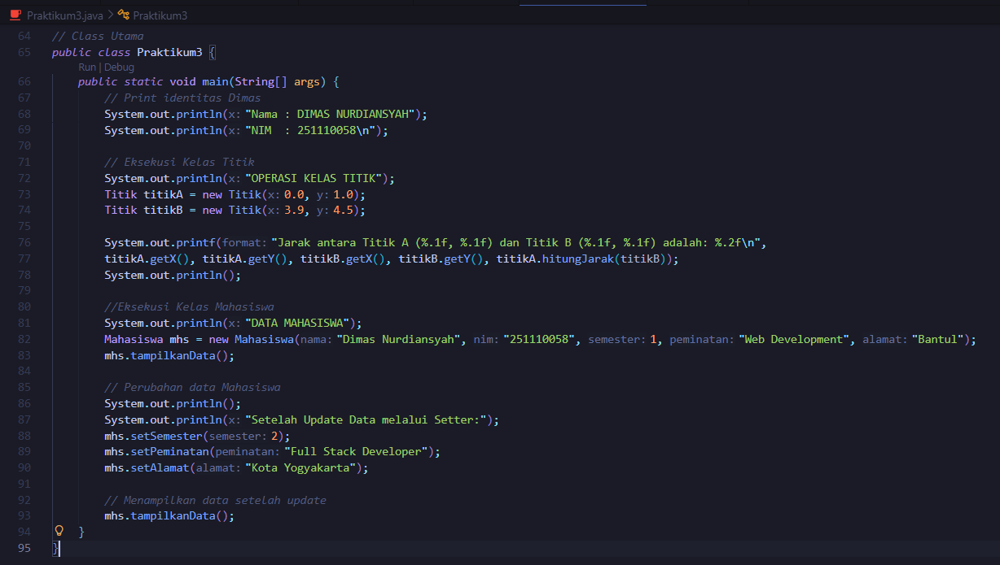 Praktikum3.java > Praktikum3
64 // Class Utama
65 public class Praktikum3 {
Run | Debug
66 public static void main(String[] args) {
67 // Print identitas Dimas
68 System.out.println(x: "Nama : DIMAS NURDIANSYAH");
69 System.out.println(x: "NIM  : 251110058\n");
70
71 // Eksekusi Kelas Titik
72 System.out.println(x: "OPERASI KELAS TITIK");
73 Titik titikA = new Titik(x: 0.0, y: 1.0);
74 Titik titikB = new Titik(x: 3.9, y: 4.5);
75
76 System.out.printf(format: "Jarak antara Titik A (%.1f, %.1f) dan Titik B (%.1f, %.1f) adalah: %.2f\n",
77 titikA.getX(), titikA.getY(), titikB.getX(), titikB.getY(), titikA.hitungJarak(titikB));
78 System.out.println();
79
80 //Eksekusi Kelas Mahasiswa
81 System.out.println(x: "DATA MAHASISWA");
82 Mahasiswa mhs = new Mahasiswa(nama: "Dimas Nurdiansyah", nim: "251110058", semester: 1, peminatan: "Web Development", alamat: "Bantul");
83 mhs.tampilkanData();
84
85 // Perubahan data Mahasiswa
86 System.out.println();
87 System.out.println(x: "Setelah Update Data melalui Setter:");
88 mhs.setSemester(semester: 2);
89 mhs.setPeminatan(peminatan: "Full Stack Developer");
90 mhs.setAlamat(alamat: "Kota Yogyakarta");
91
92 // Menampilkan data setelah update
93 mhs.tampilkanData();
94 }
95 }